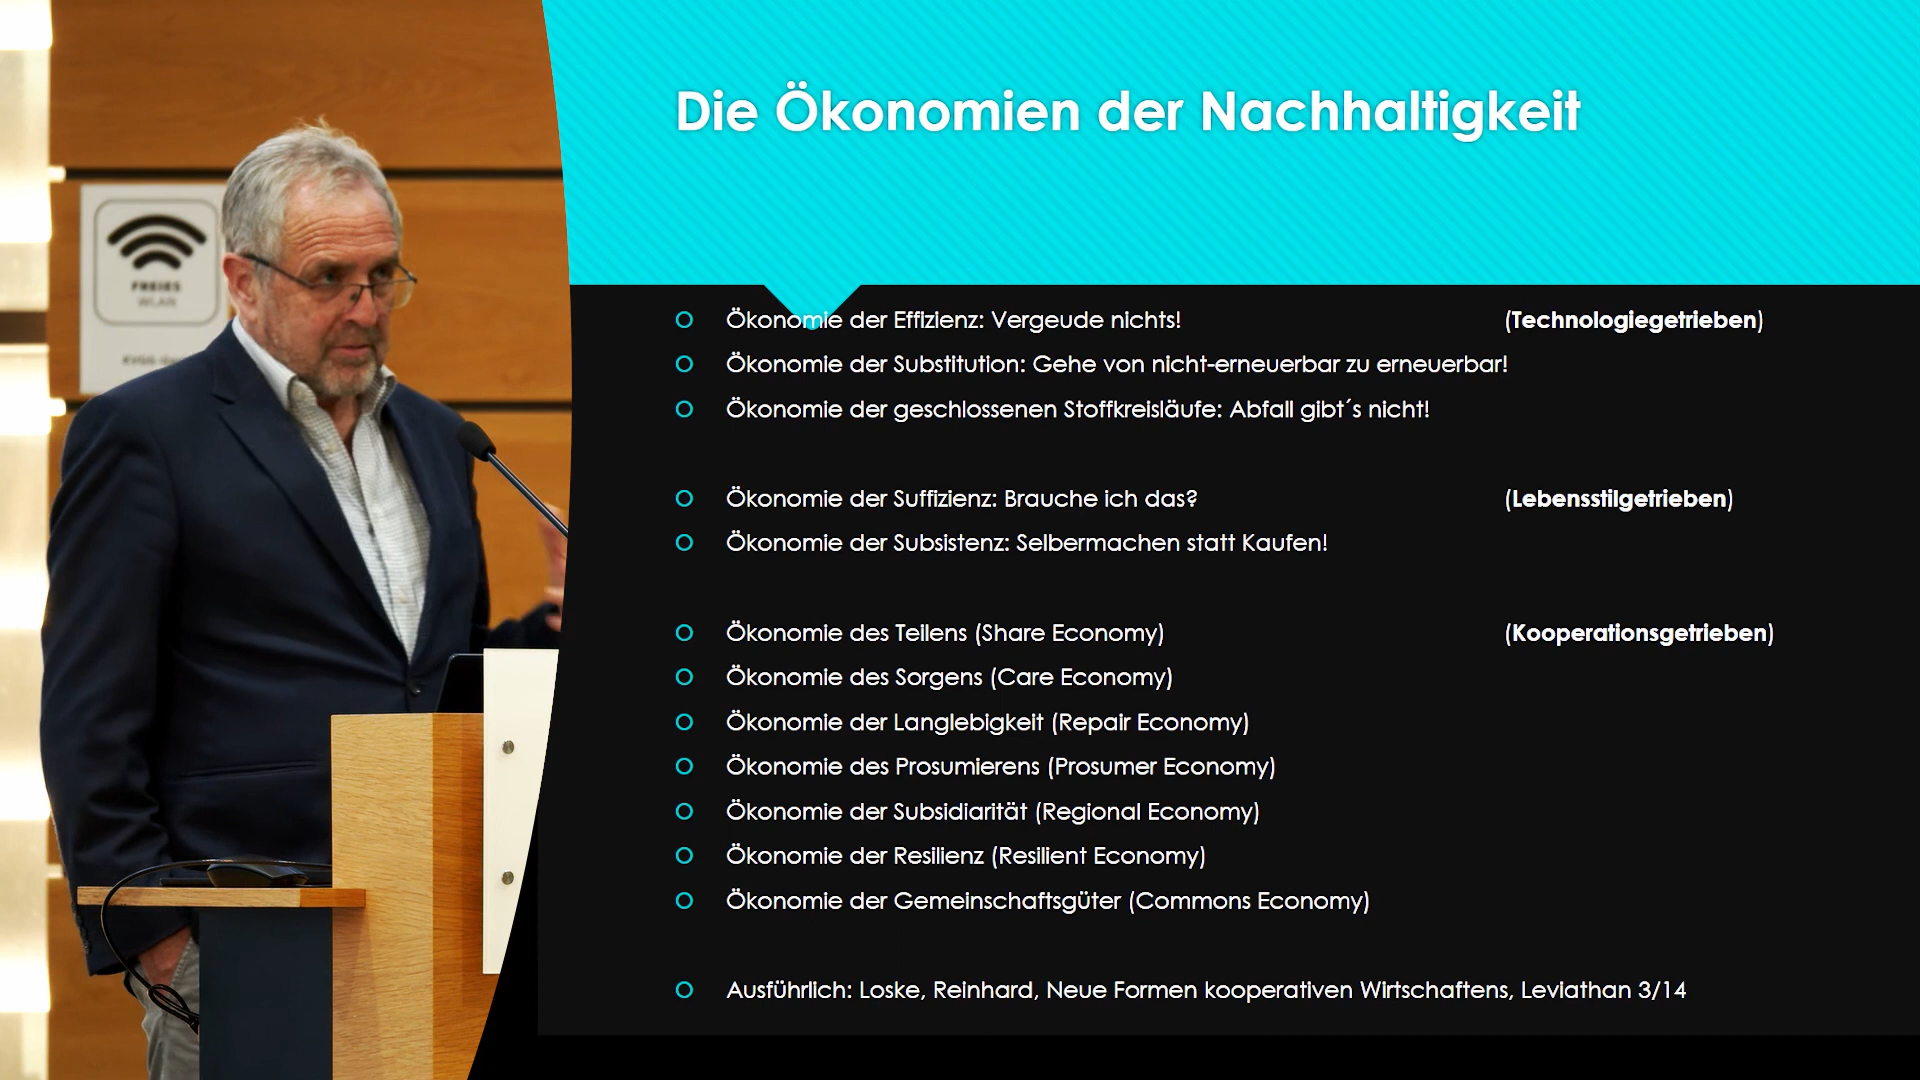 FREIES
WLAN
Die Ökonomien der Nachhaltigkeit
Ökonomie der Effizienz: Vergeude nichts! (Technologiegetrieben)
Ökonomie der Substitution: Gehe von nicht-erneuerbar zu erneuerbar!
Ökonomie der geschlossenen Stoffkreisläufe: Abfall gibt´s nicht!
Ökonomie der Suffizienz: Brauche ich das? (Lebensstilgetrieben)
Ökonomie der Subsistenz: Selbermachen statt Kaufen!
Ökonomie des Teilens (Share Economy) (Kooperationsgetrieben)
Ökonomie des Sorgens (Care Economy)
Ökonomie der Langlebigkeit (Repair Economy)
Ökonomie des Prosumierens (Prosumer Economy)
Ökonomie der Subsidiarität (Regional Economy)
Ökonomie der Resilienz (Resilient Economy)
Ökonomie der Gemeinschaftsgüter (Commons Economy)
Ausführlich: Loske, Reinhard, Neue Formen kooperativen Wirtschaftens, Leviathan 3/14